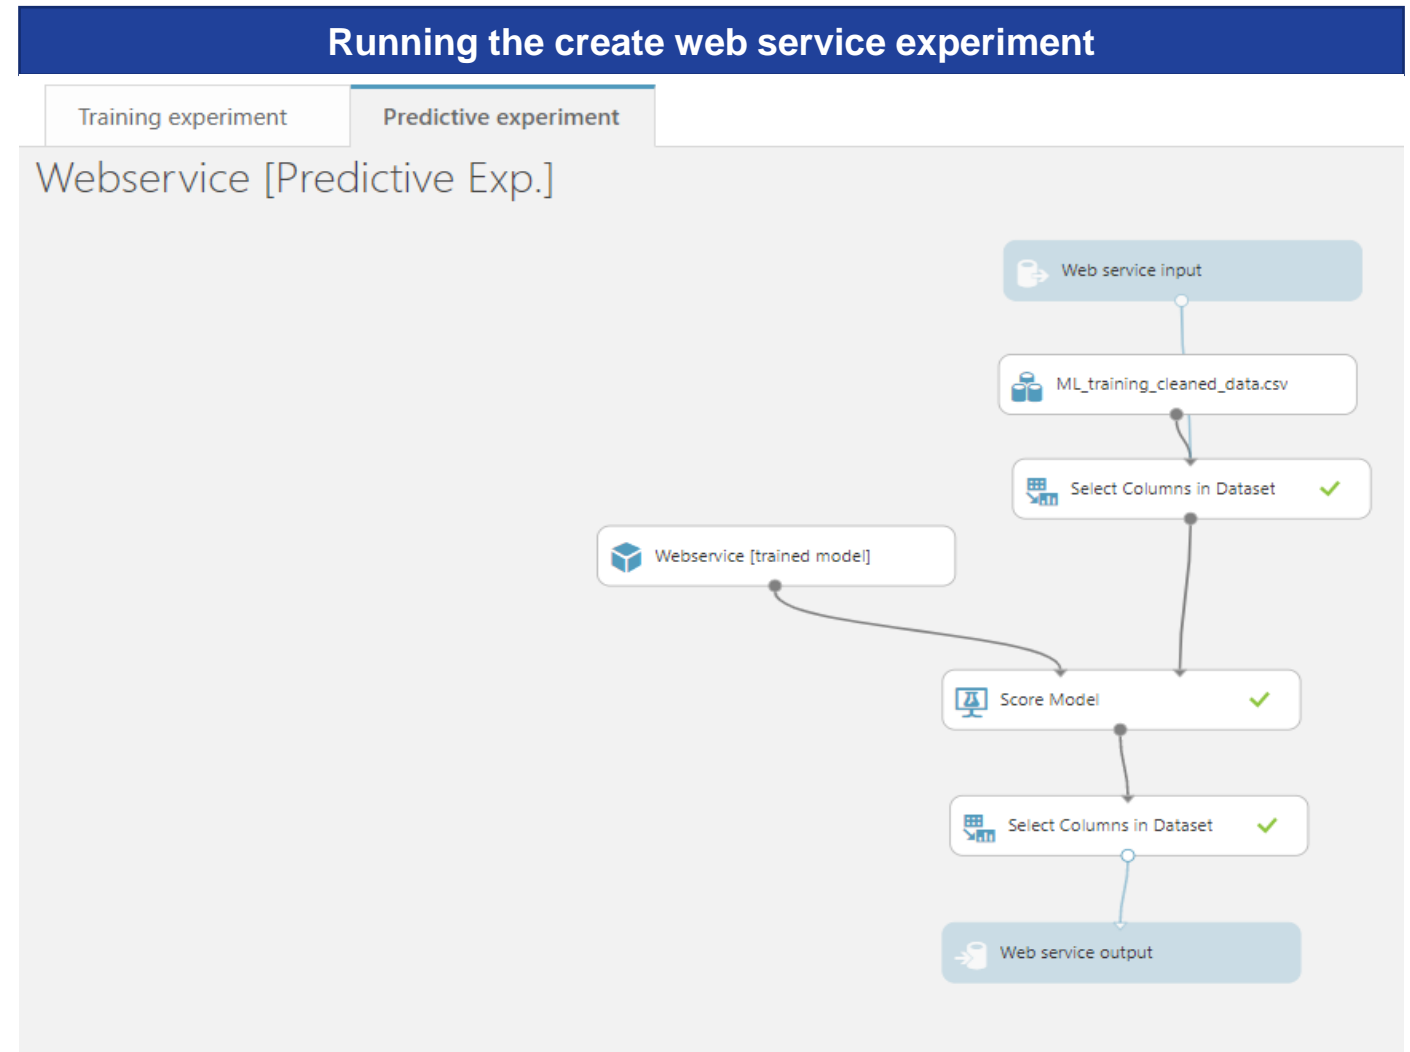 Running the create web service experiment
Training experiment
Predictive experiment
Webservice [Predictive Exp.]
Web service input
ML_training_cleaned_data.csv
Select Columns in Dataset
Webservice [trained model]
Score Model
Select Columns in Dataset
Web service output